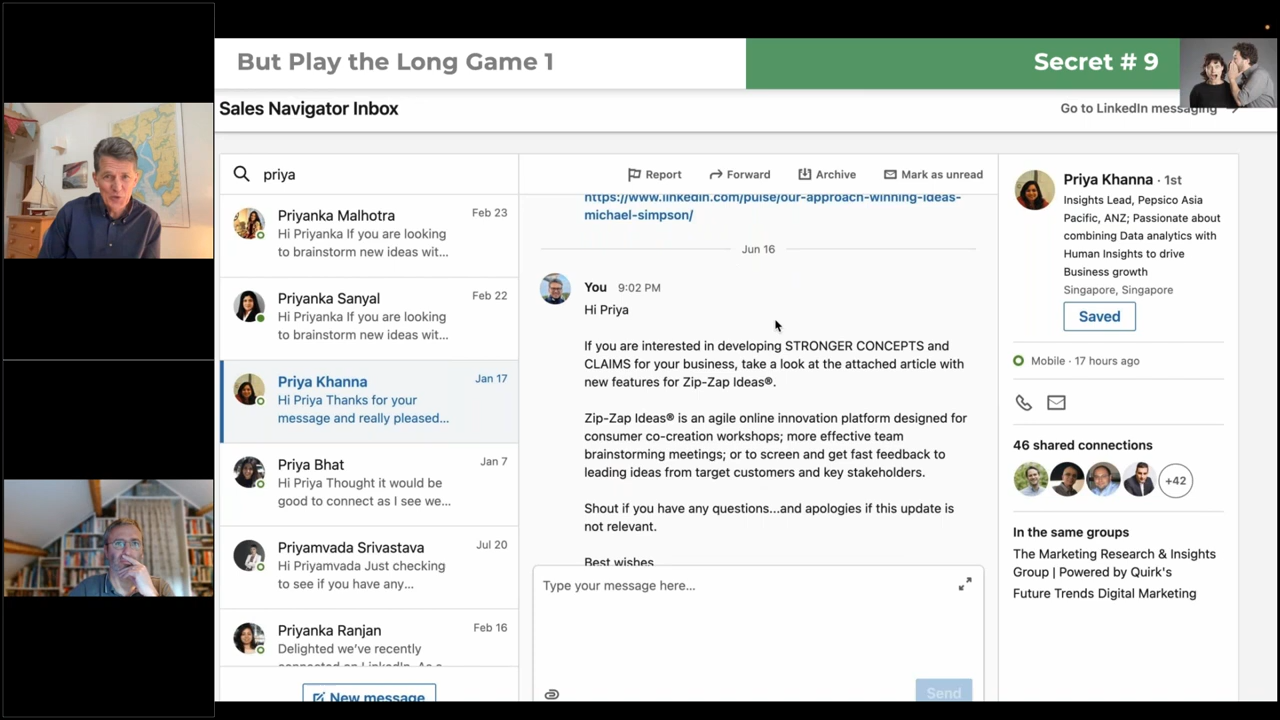 But Play the Long Game 1
Secret # 9
Sales Navigator Inbox
Go to LinkedIn messaging
priya
Report
Forward
Archive
Mark as unread
Priyanka Malhotra
Feb 23
Hi Priyanka If you are looking
to brainstorm new ideas wit...
Priyanka Sanyal
Feb 22
Hi Priyanka If you are looking
to brainstorm new ideas wit...
Priya Khanna
Jan 17
Hi Priya Thanks for your
message and really pleased...
Priya Bhat
Jan 7
Hi Priya Thought it would be
good to connect as I see we...
Priyamvada Srivastava
Jul 20
Hi Priyamvada Just checking
to see if you have any...
Priyanka Ranjan
Feb 16
Delighted we've recently
connected on LinkedIn. As a
New message
https://www.linkedin.com/pulse/our-approach-winning-ideas-
michael-simpson/
Jun 16
You 9:02 PM
Hi Priya
If you are interested in developing STRONGER CONCEPTS and
CLAIMS for your business, take a look at the attached article with
new features for Zip-Zap Ideas®.
Zip-Zap Ideas® is an agile online innovation platform designed for
consumer co-creation workshops; more effective team
brainstorming meetings; or to screen and get fast feedback to
leading ideas from target customers and key stakeholders.
Shout if you have any questions...and apologies if this update is
not relevant.
Best wishes
Type your message here...
Send
Priya Khanna · 1st
Insights Lead, Pepsico Asia
Pacific, ANZ; Passionate about
combining Data analytics with
Human Insights to drive
Business growth
Singapore, Singapore
Saved
Mobile · 17 hours ago
46 shared connections
+42
In the same groups
The Marketing Research & Insights
Group | Powered by Quirk's
Future Trends Digital Marketing